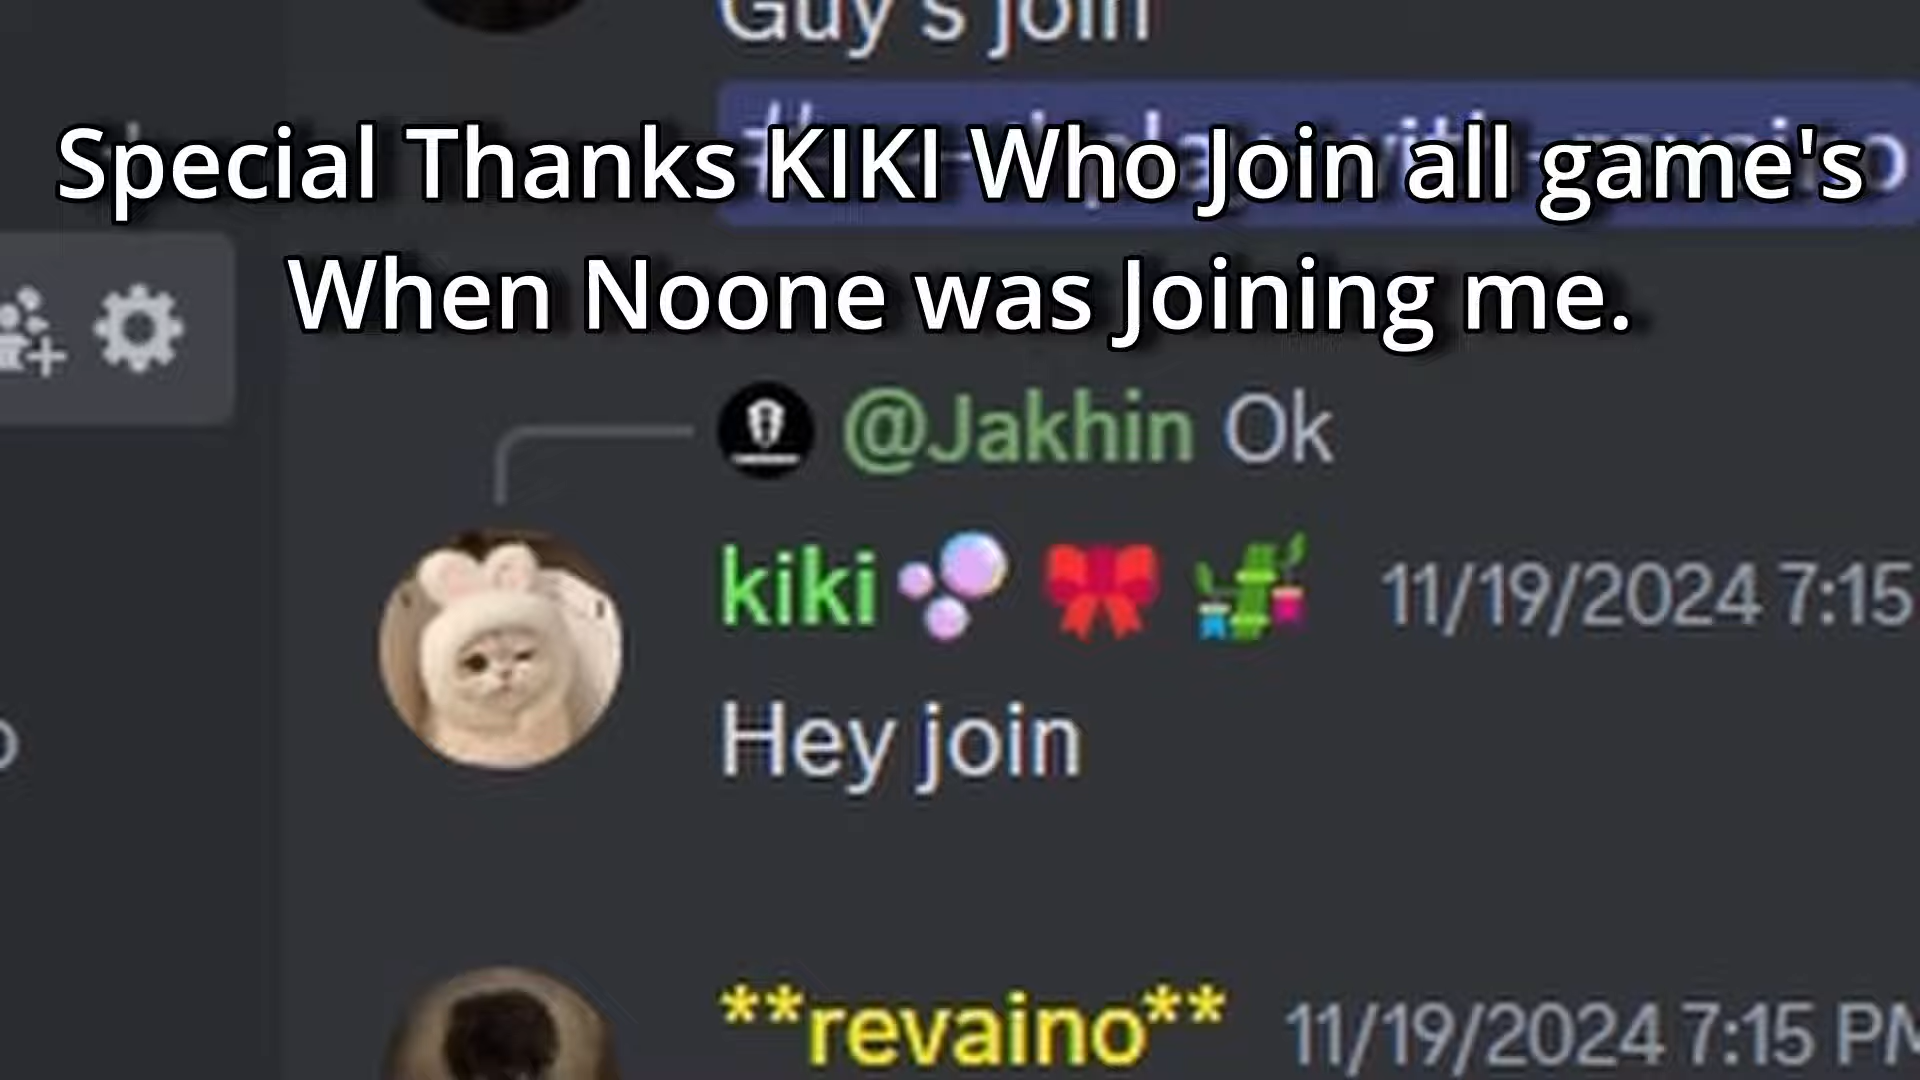 Guy's join
Special Thanks KIKI Who Join all game's
When Noone was Joining me.
@Jakhin Ok
kiki 11/19/2024 7:15
Hey join
**revaino** 11/19/2024 7:15 PM